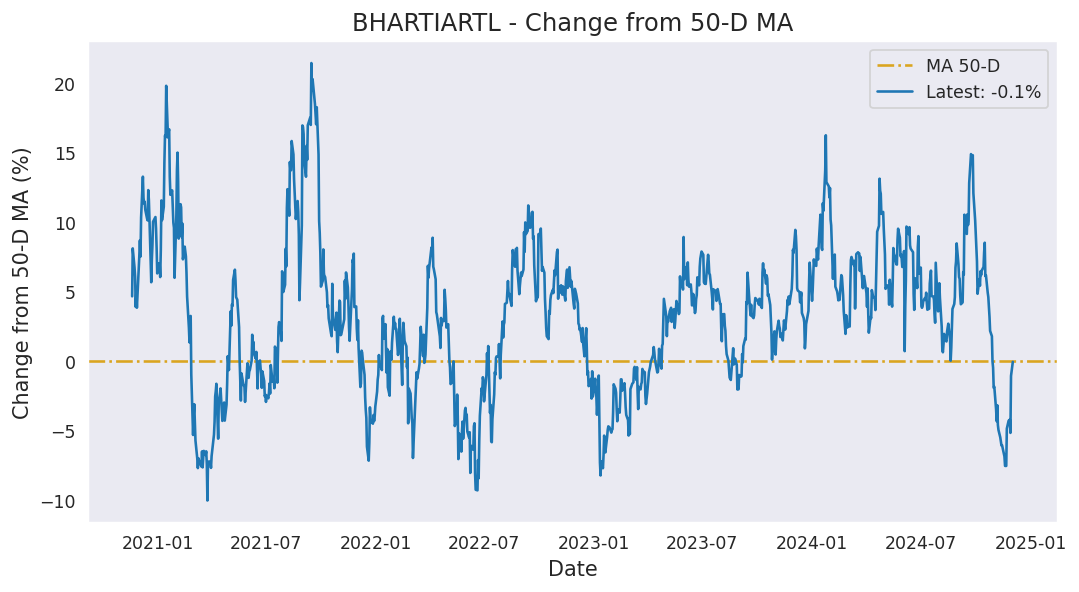 BHARTIARTL - Change from 50-D MA
MA 50-D
Latest: -0.1%
Change from 50-D MA (%)
20
15
10
5
0
−5
−10
2021-01 2021-07 2022-01 2022-07 2023-01 2023-07 2024-01 2024-07 2025-01
Date